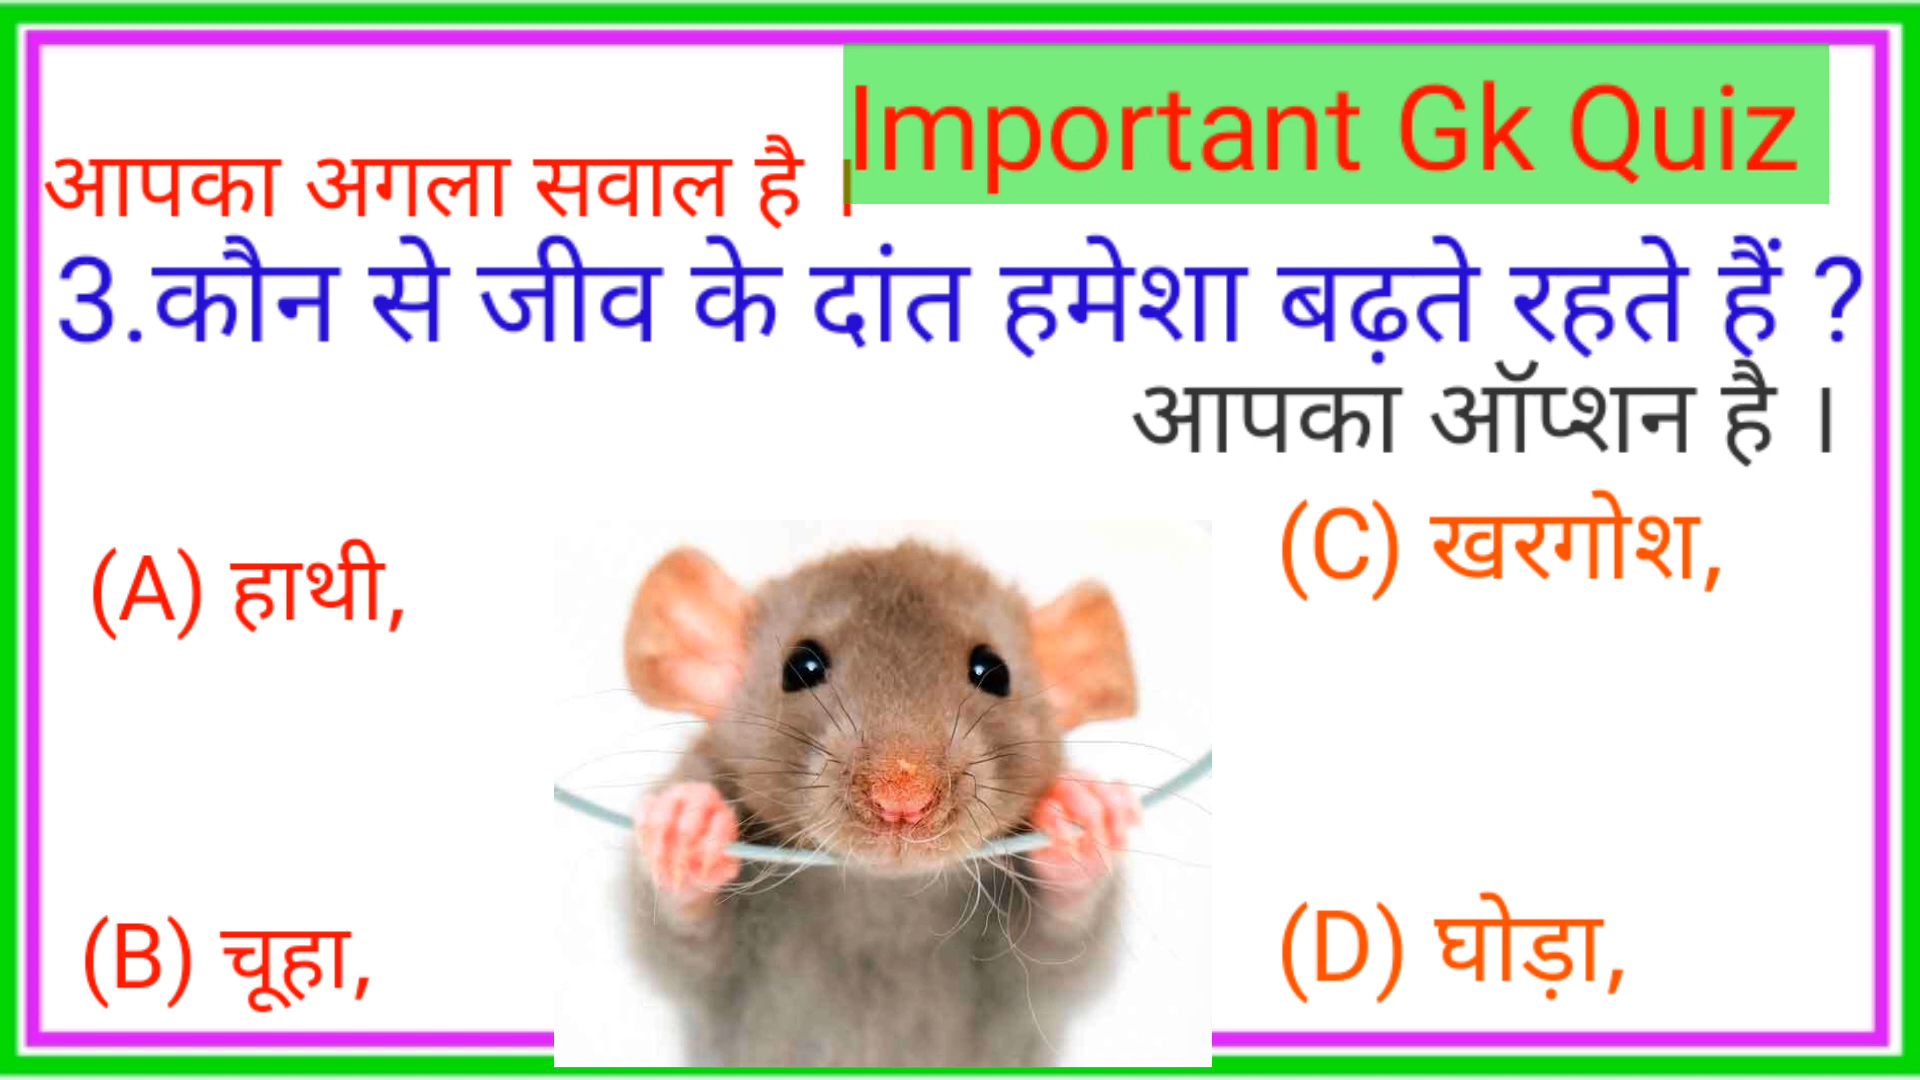 Important Gk Quiz
आपका अगला सवाल है ।
3.कौन से जीव के दांत हमेशा बढ़ते रहते हैं ?
आपका ऑप्शन है ।
(A) हाथी,
(C) खरगोश,
(B) चूहा,
(D) घोड़ा,